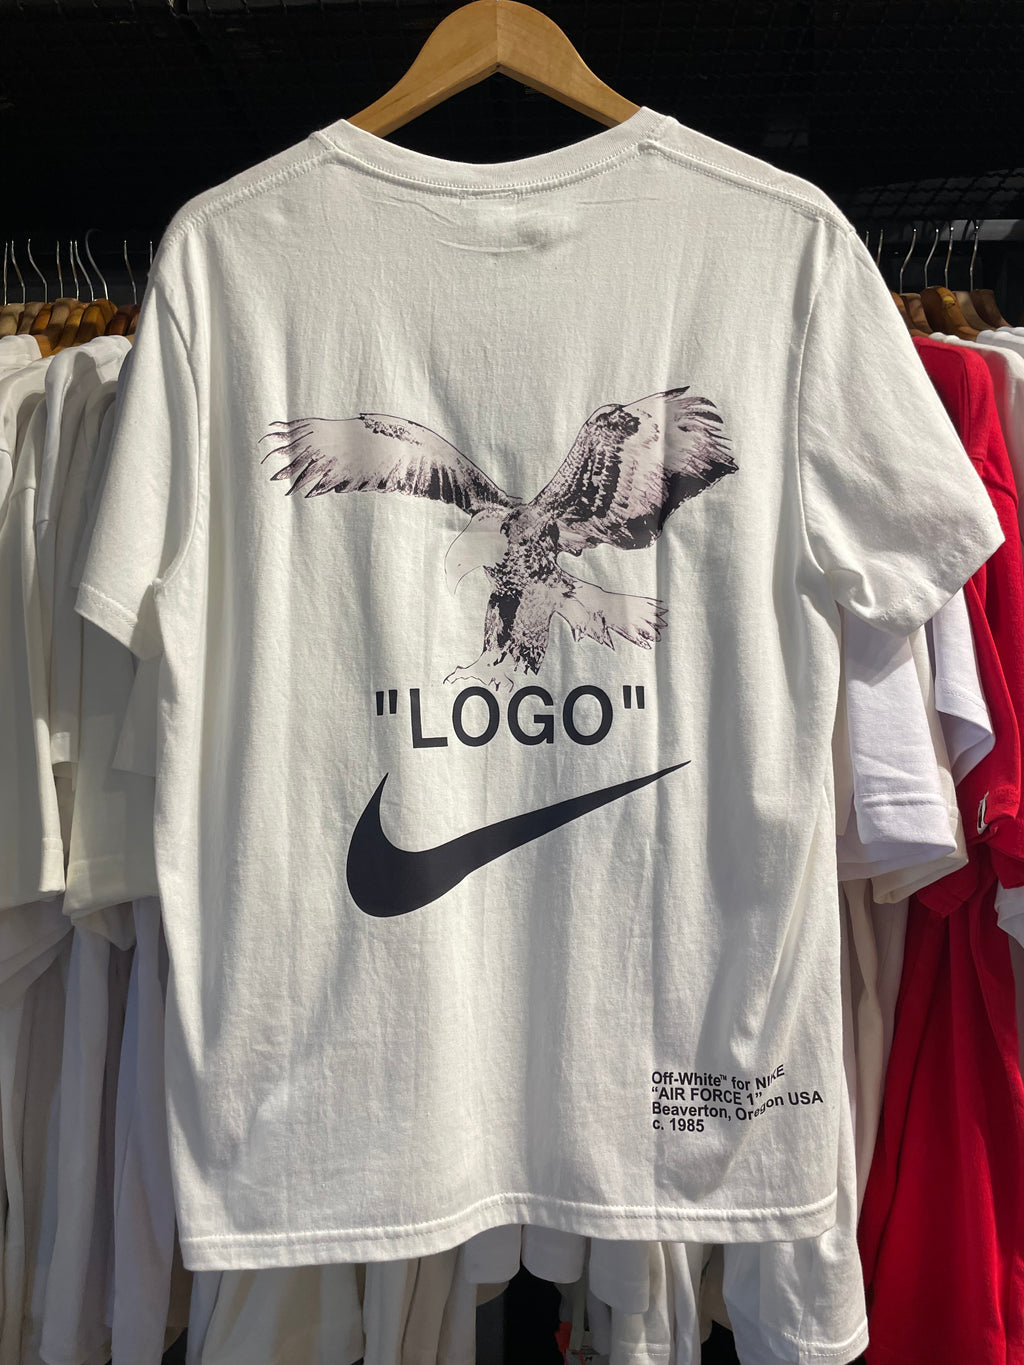 "LOGO"
Off-White™ for NIKE
“AIR FORCE 1”
Beaverton, Oregon USA
c. 1985